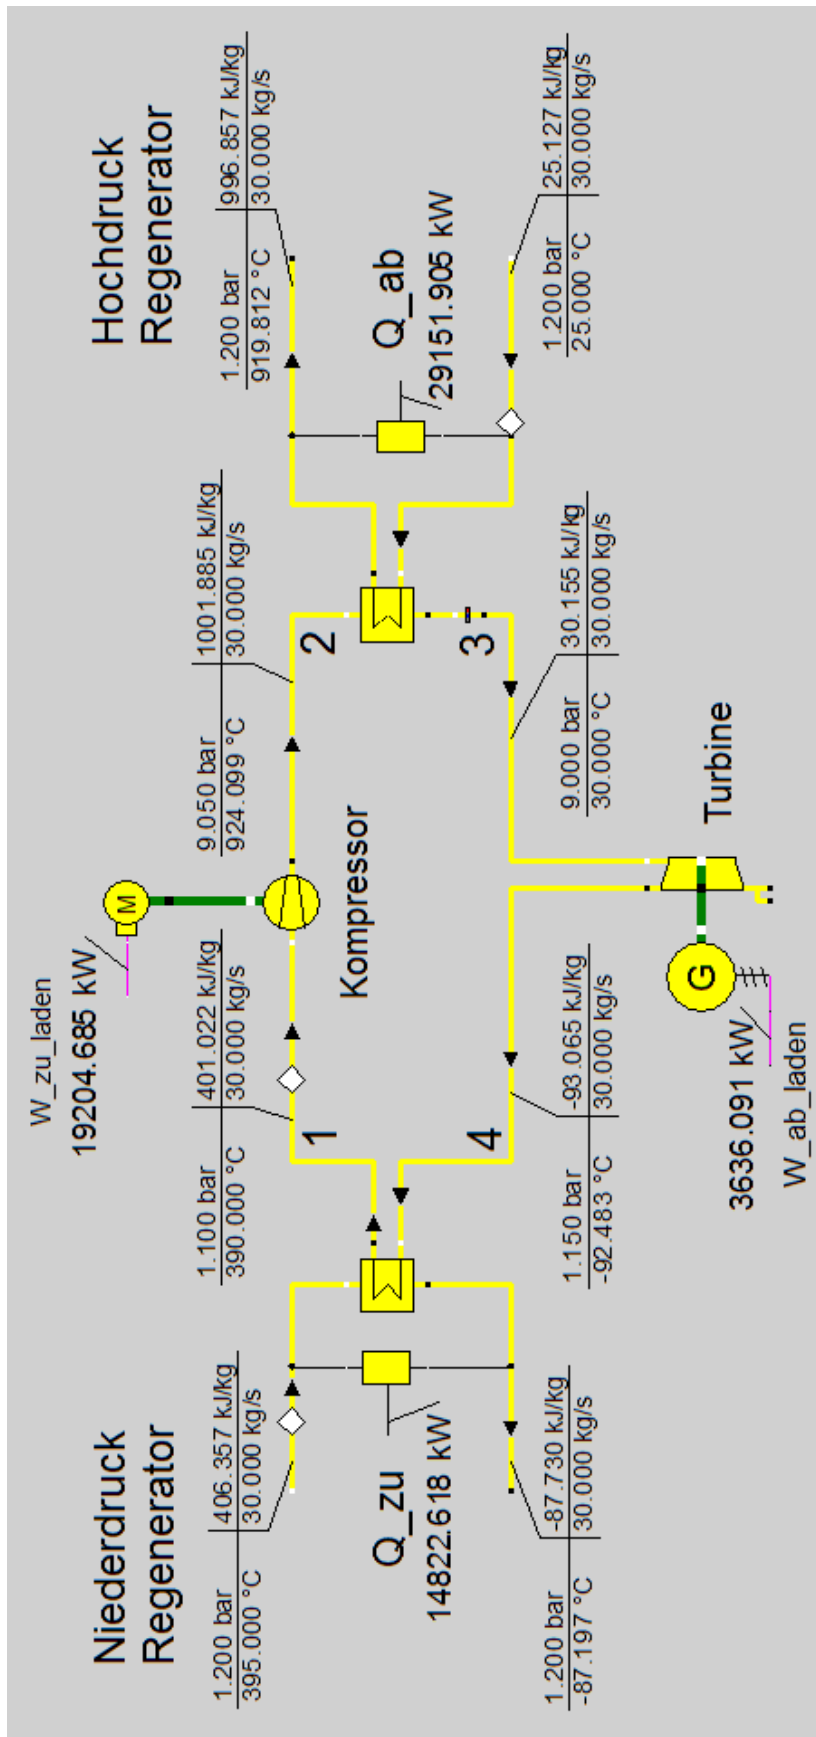 Niederdruck
Regenerator
1.200 bar
395.000 °C
406.357 kJ/kg
30.000 kg/s
Q_zu
14822.618 kW
1.200 bar
-87.197 °C
-87.730 kJ/kg
30.000 kg/s
W_zu_laden
19204.685 kW
M
1.100 bar
390.000 °C
401.022 kJ/kg
30.000 kg/s
1
Kompressor
4
1.150 bar
-92.483 °C
-93.065 kJ/kg
30.000 kg/s
G
3636.091 kW
W_ab_laden
Turbine
9.050 bar
924.099 °C
1001.885 kJ/kg
30.000 kg/s
2
3
9.000 bar
30.000 °C
30.155 kJ/kg
30.000 kg/s
Hochdruck
Regenerator
1.200 bar
919.812 °C
996.857 kJ/kg
30.000 kg/s
Q_ab
29151.905 kW
1.200 bar
25.000 °C
25.127 kJ/kg
30.000 kg/s